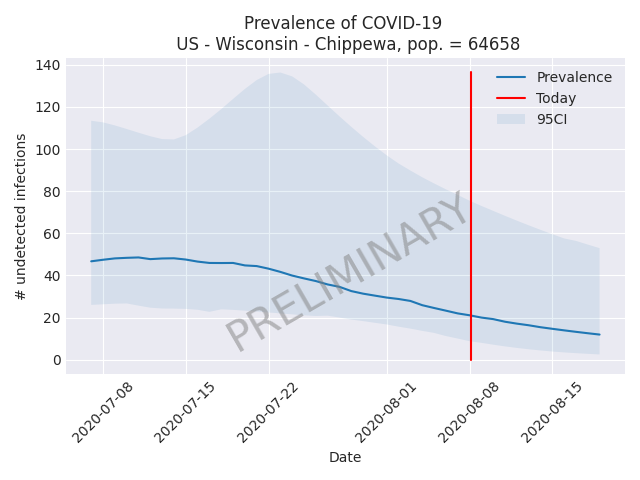 Prevalence of COVID-19
US - Wisconsin - Chippewa, pop. = 64658
140
120
100
80
60
40
20
0
# undetected infections
Prevalence
Today
95CI
PRELIMINARY
2020-07-08
2020-07-15
2020-07-22
2020-08-01
2020-08-08
2020-08-15
Date